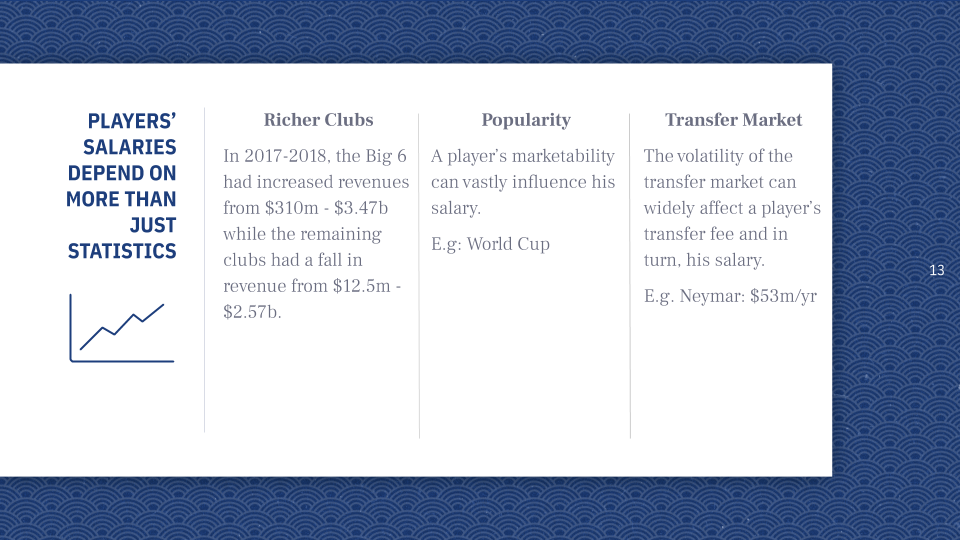 PLAYERS’
SALARIES
DEPEND ON
MORE THAN
JUST
STATISTICS
Richer Clubs
In 2017-2018, the Big 6
had increased revenues
from $310m - $3.47b
while the remaining
clubs had a fall in
revenue from $12.5m -
$2.57b.
Popularity
A player’s marketability
can vastly influence his
salary.
E.g: World Cup
Transfer Market
The volatility of the
transfer market can
widely affect a player’s
transfer fee and in
turn, his salary.
E.g. Neymar: $53m/yr
13